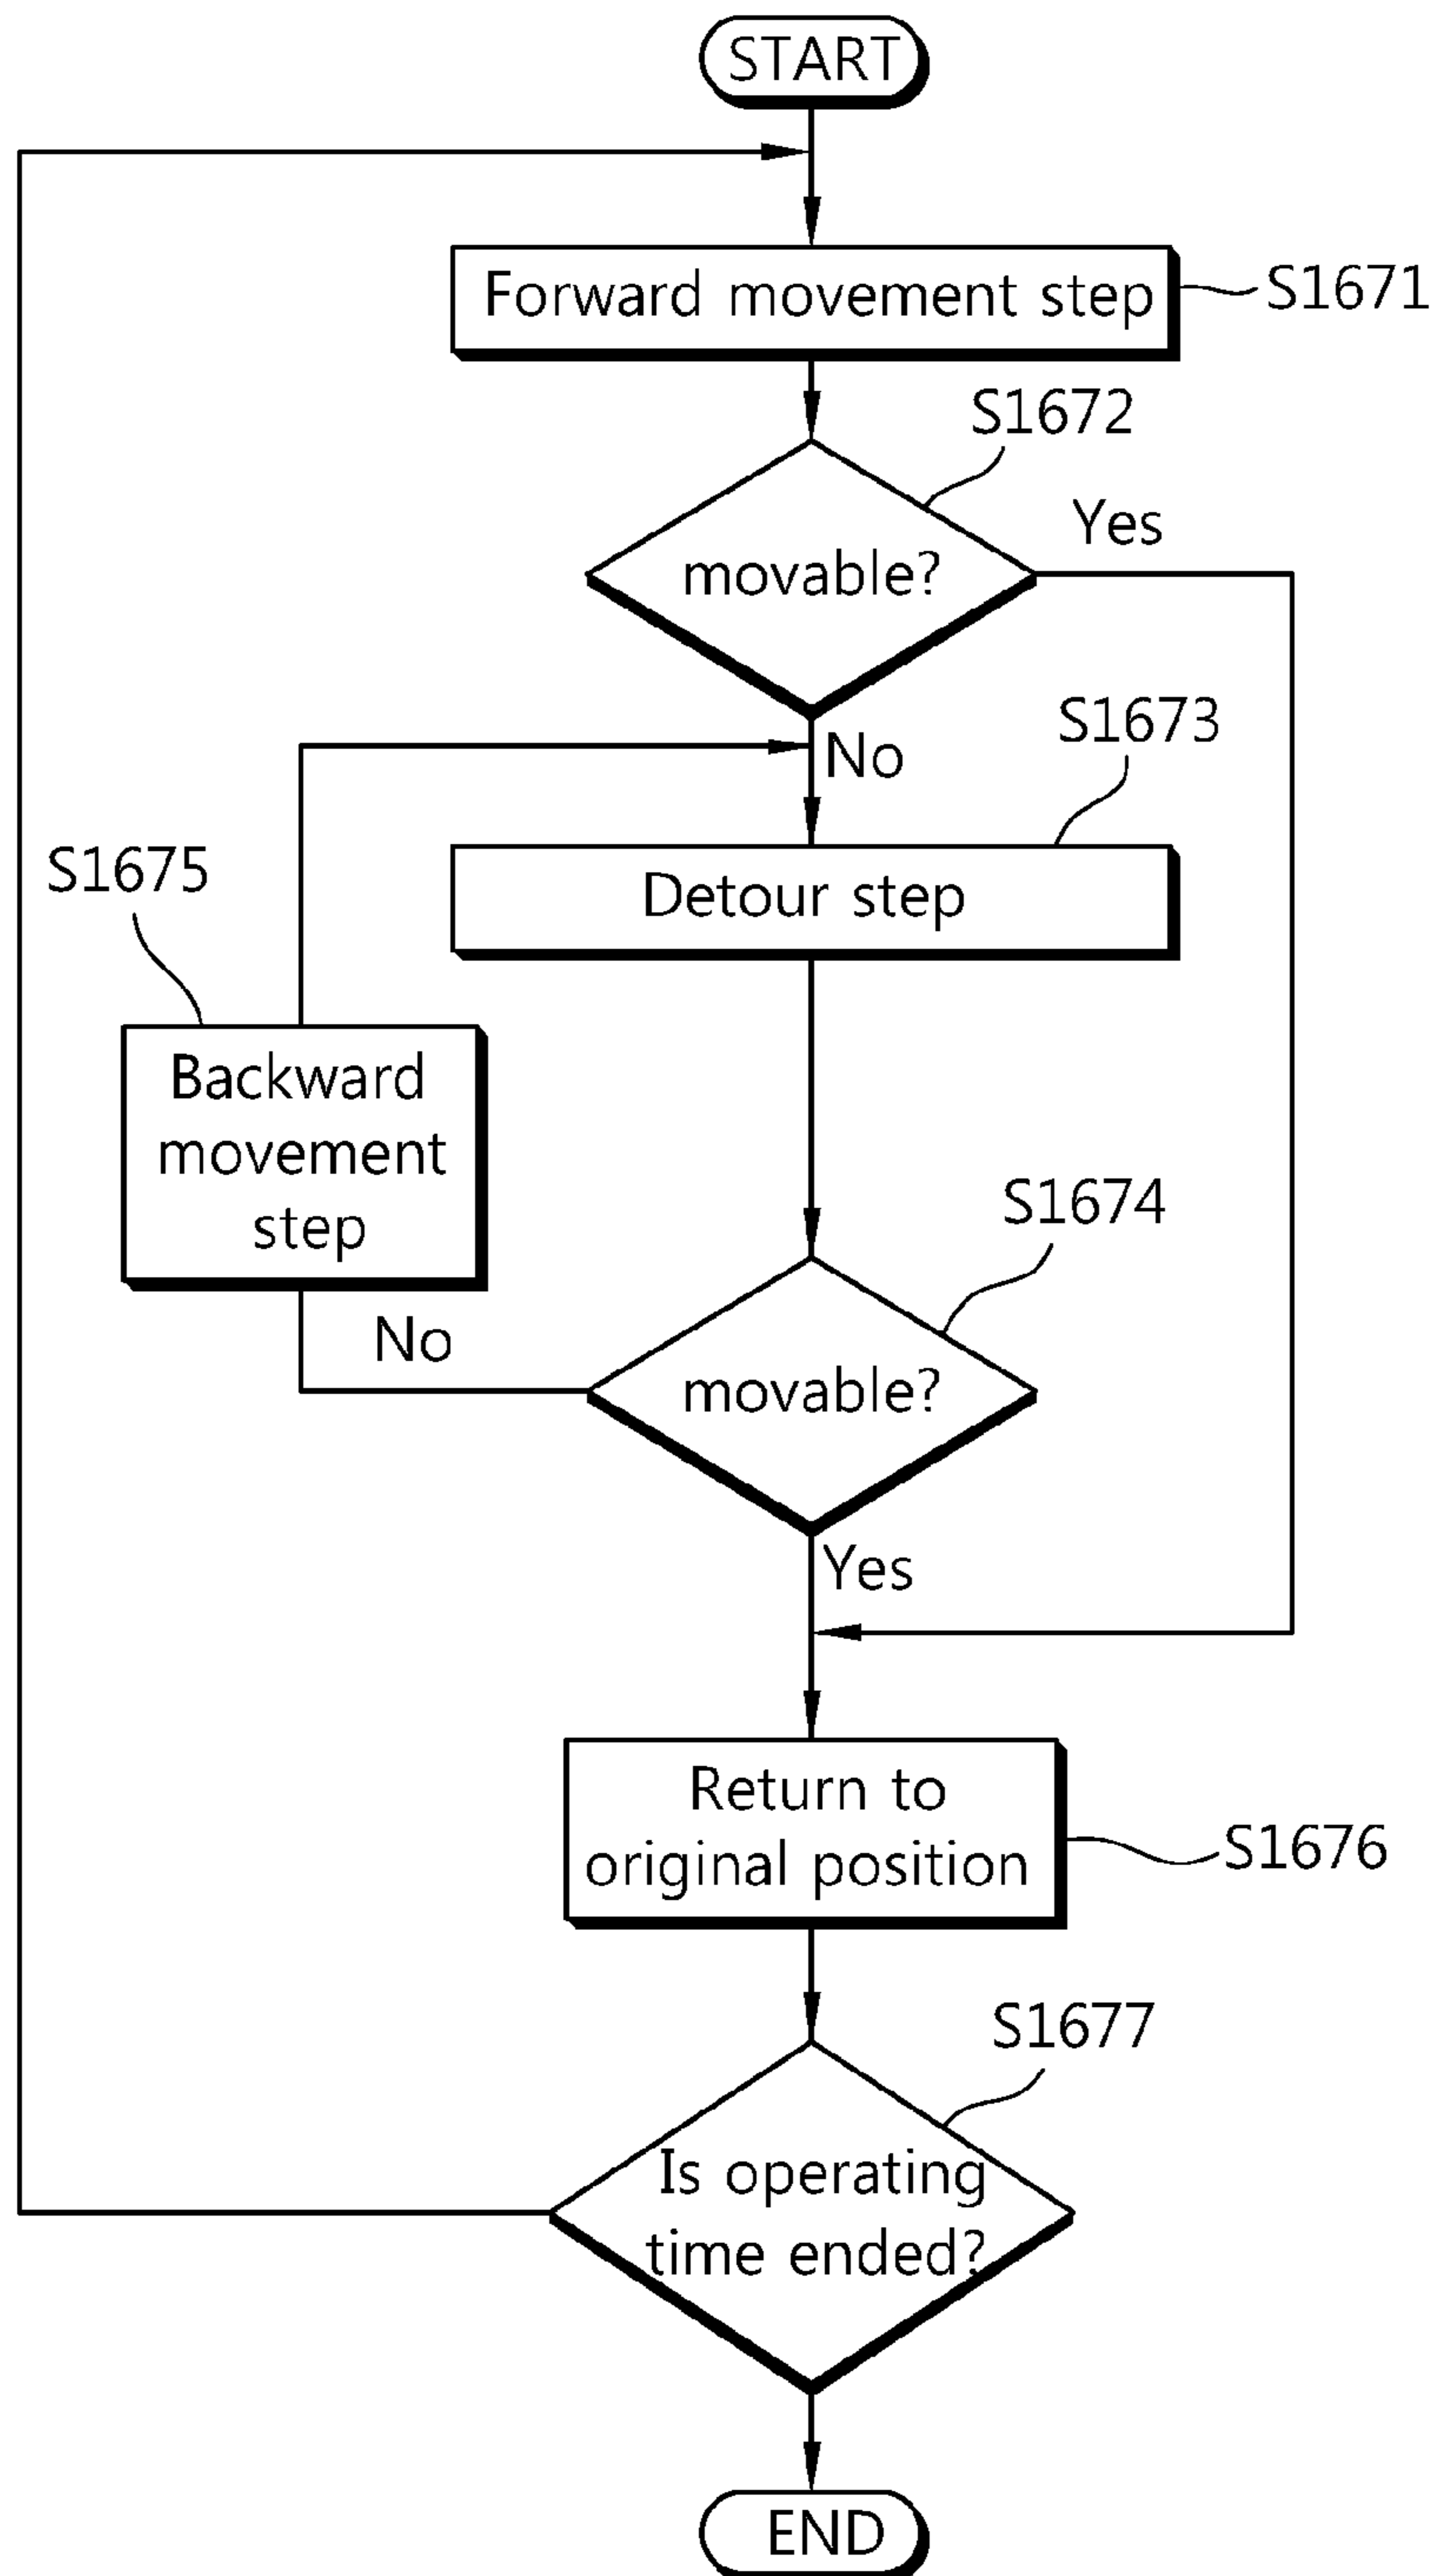 START
Forward movement step
S1671
S1672
movable?
Yes
No
S1673
Detour step
S1675
Backward
movement
step
No
S1674
movable?
Yes
Return to
original position
S1676
S1677
Is operating
time ended?
END